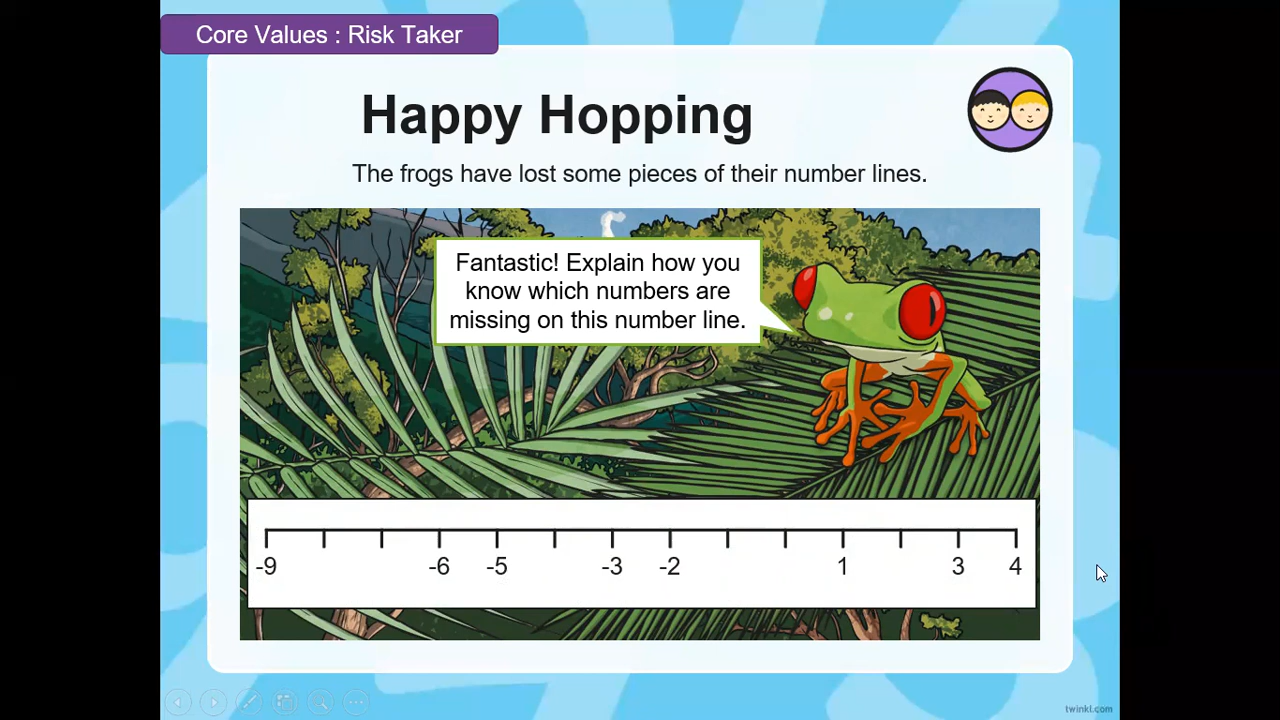 Core Values : Risk Taker
Happy Hopping
The frogs have lost some pieces of their number lines.
Fantastic! Explain how you
know which numbers are
missing on this number line.
-9 -6 -5 -3 -2 1 3 4
twinkl.com